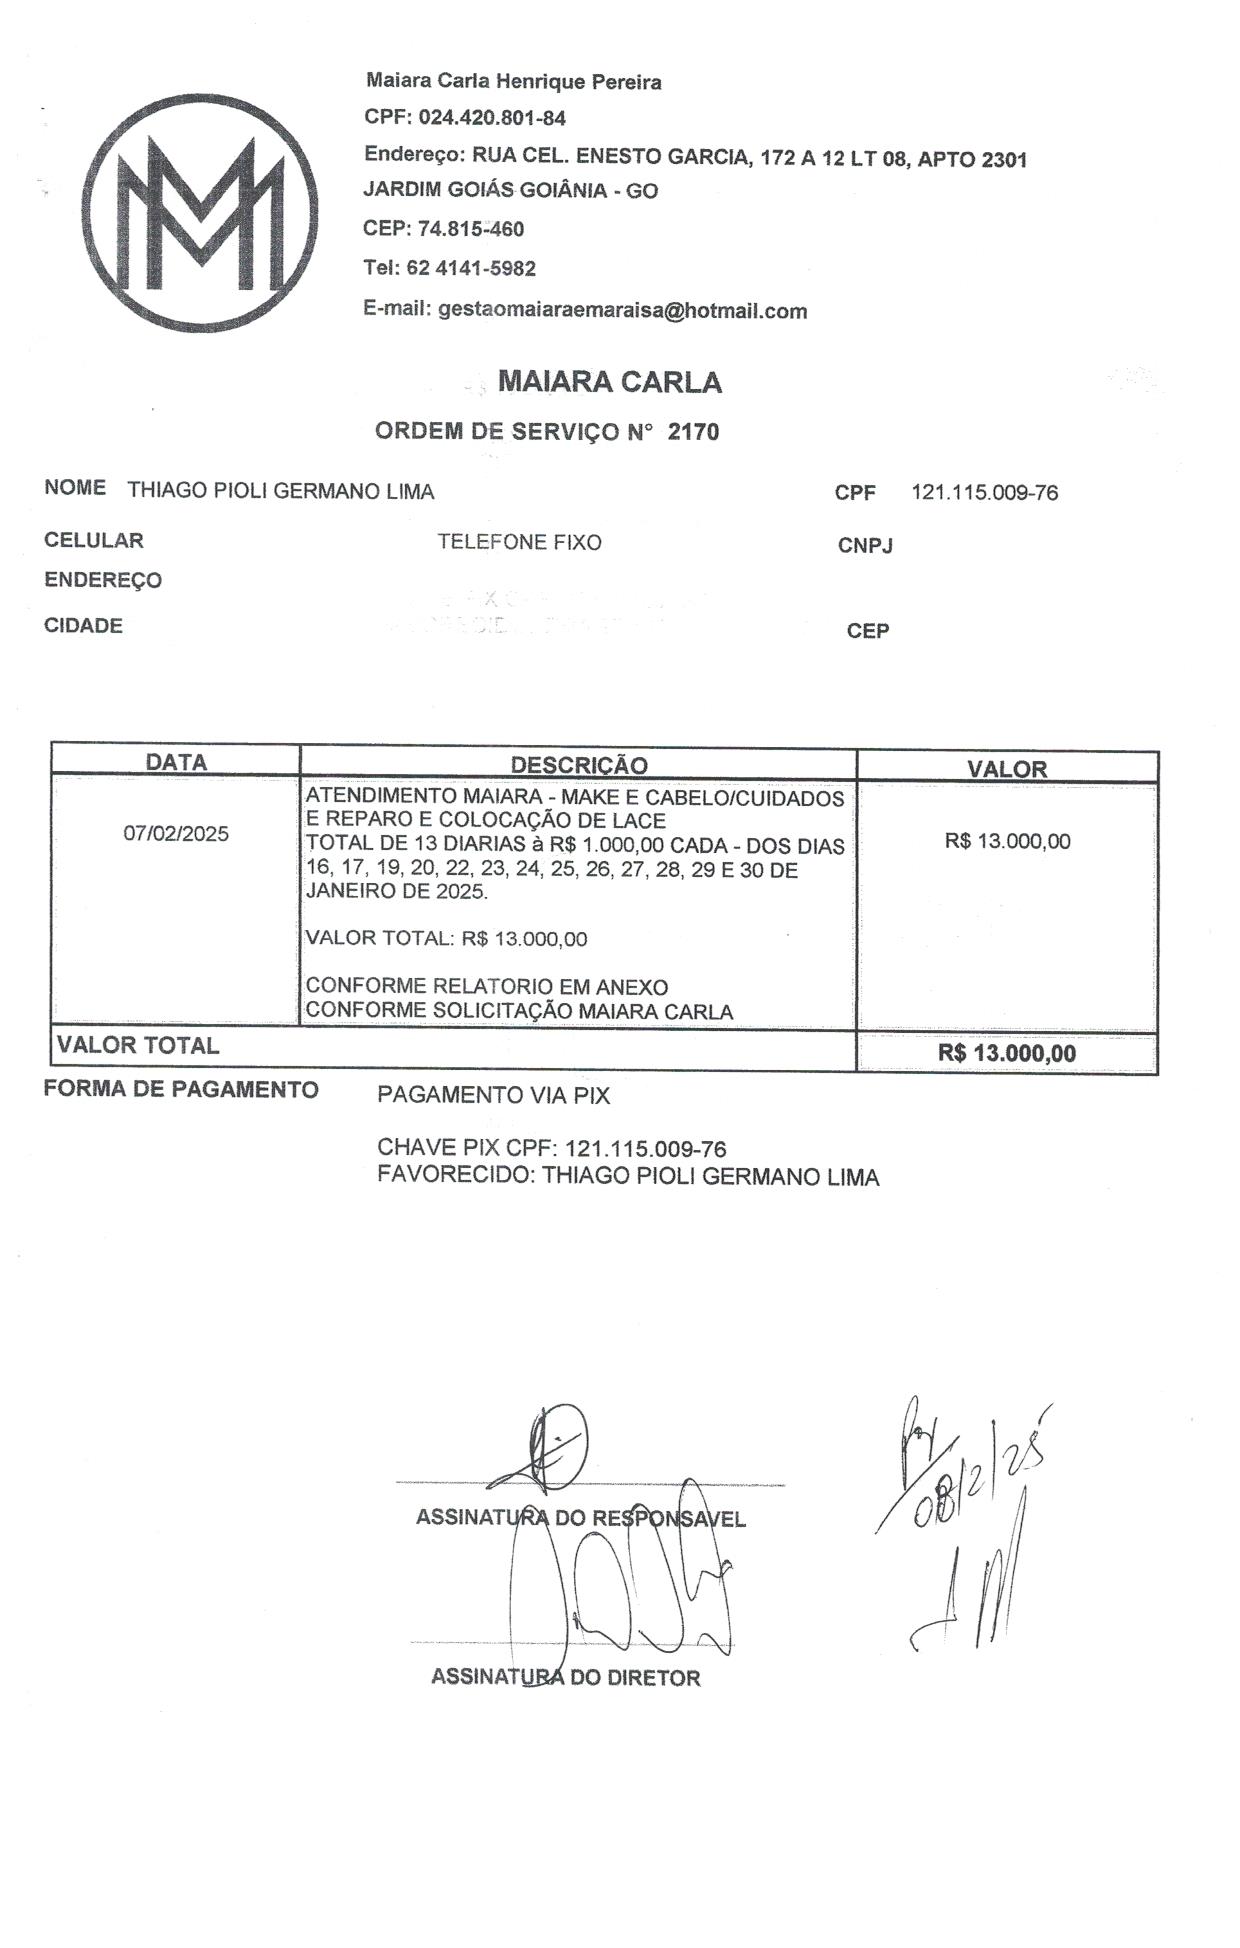 Maiara Carla Henrique Pereira
CPF: 024.420.801-84
Endereço: RUA CEL. ENESTO GARCIA, 172 A 12 LT 08, APTO 2301
JARDIM GOIÁS GOIÂNIA - GO
CEP: 74.815-460
Tel: 62 4141-5982
E-mail: gestaomaiaraemaraisa@hotmail.com
MAIARA CARLA
ORDEM DE SERVIÇO N° 2170
NOME THIAGO PIOLI GERMANO LIMA CPF 121.115.009-76
CELULAR TELEFONE FIXO CNPJ
ENDEREÇO
CIDADE CEP
DATA DESCRIÇÃO VALOR
ATENDIMENTO MAIARA - MAKE E CABELO/CUIDADOS
E REPARO E COLOCAÇÃO DE LACE
07/02/2025 TOTAL DE 13 DIARIAS à R$ 1.000,00 CADA - DOS DIAS R$ 13.000,00
16, 17, 19, 20, 22, 23, 24, 25, 26, 27, 28, 29 E 30 DE
JANEIRO DE 2025.
VALOR TOTAL: R$ 13.000,00
CONFORME RELATORIO EM ANEXO
CONFORME SOLICITAÇÃO MAIARA CARLA
VALOR TOTAL R$ 13.000,00
FORMA DE PAGAMENTO PAGAMENTO VIA PIX
CHAVE PIX CPF: 121.115.009-76
FAVORECIDO: THIAGO PIOLI GERMANO LIMA
08/2/25
ASSINATURA DO RESPONSAVEL
ASSINATURA DO DIRETOR